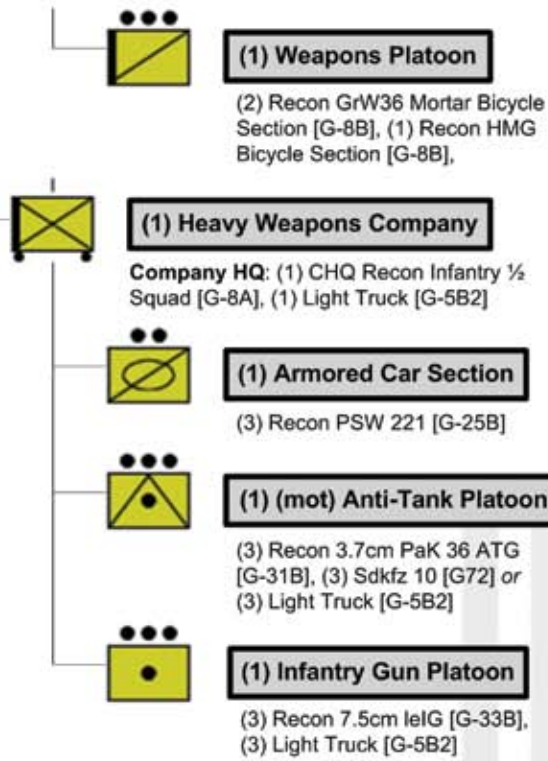 (1) Weapons Platoon
(2) Recon GrW36 Mortar Bicycle
Section [G-8B], (1) Recon HMG
Bicycle Section [G-8B],
(1) Heavy Weapons Company
Company HQ: (1) CHQ Recon Infantry ½
Squad [G-8A], (1) Light Truck [G-5B2]
(1) Armored Car Section
(3) Recon PSW 221 [G-25B]
(1) (mot) Anti-Tank Platoon
(3) Recon 3.7cm PaK 36 ATG
[G-31B], (3) Sdkfz 10 [G72] or
(3) Light Truck [G-5B2]
(1) Infantry Gun Platoon
(3) Recon 7.5cm leIG [G-33B],
(3) Light Truck [G-5B2]